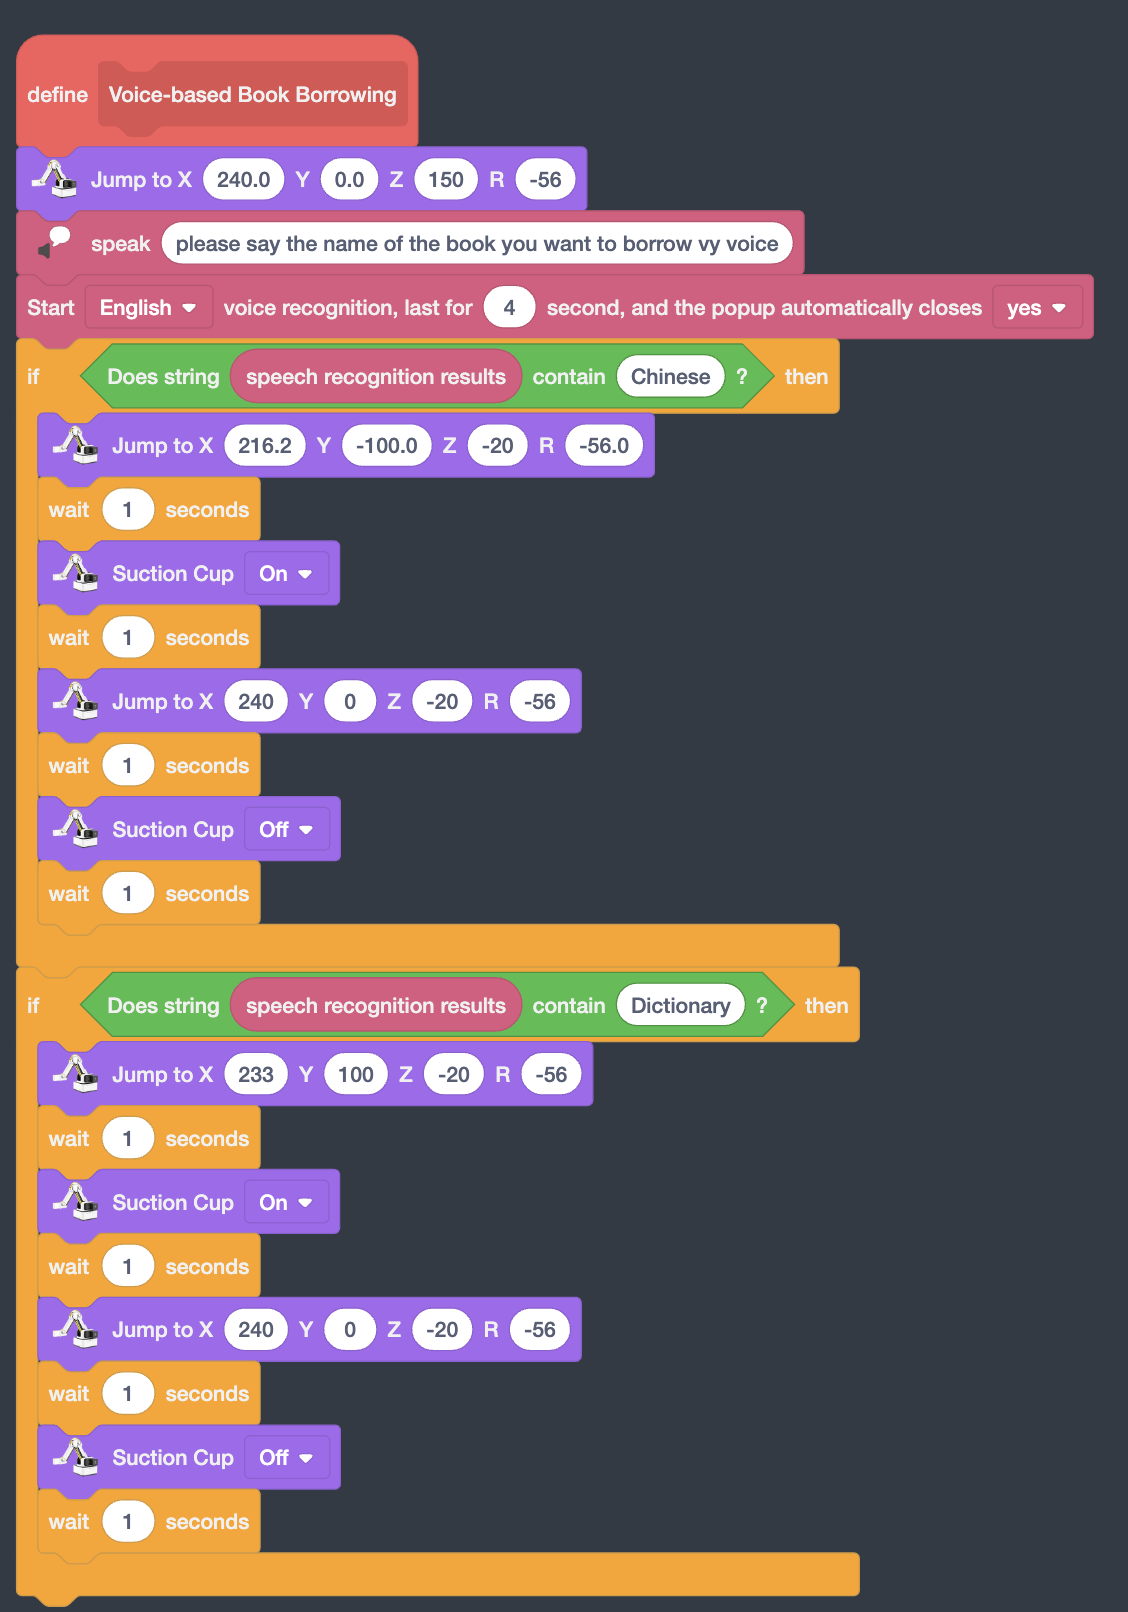 define Voice-based Book Borrowing
Jump to X 240.0 Y 0.0 Z 150 R -56
speak please say the name of the book you want to borrow vy voice
Start English voice recognition, last for 4 second, and the popup automatically closes yes
if Does string speech recognition results contain Chinese ? then
Jump to X 216.2 Y -100.0 Z -20 R -56.0
wait 1 seconds
Suction Cup On
wait 1 seconds
Jump to X 240 Y 0 Z -20 R -56
wait 1 seconds
Suction Cup Off
wait 1 seconds
if Does string speech recognition results contain Dictionary ? then
Jump to X 233 Y 100 Z -20 R -56
wait 1 seconds
Suction Cup On
wait 1 seconds
Jump to X 240 Y 0 Z -20 R -56
wait 1 seconds
Suction Cup Off
wait 1 seconds